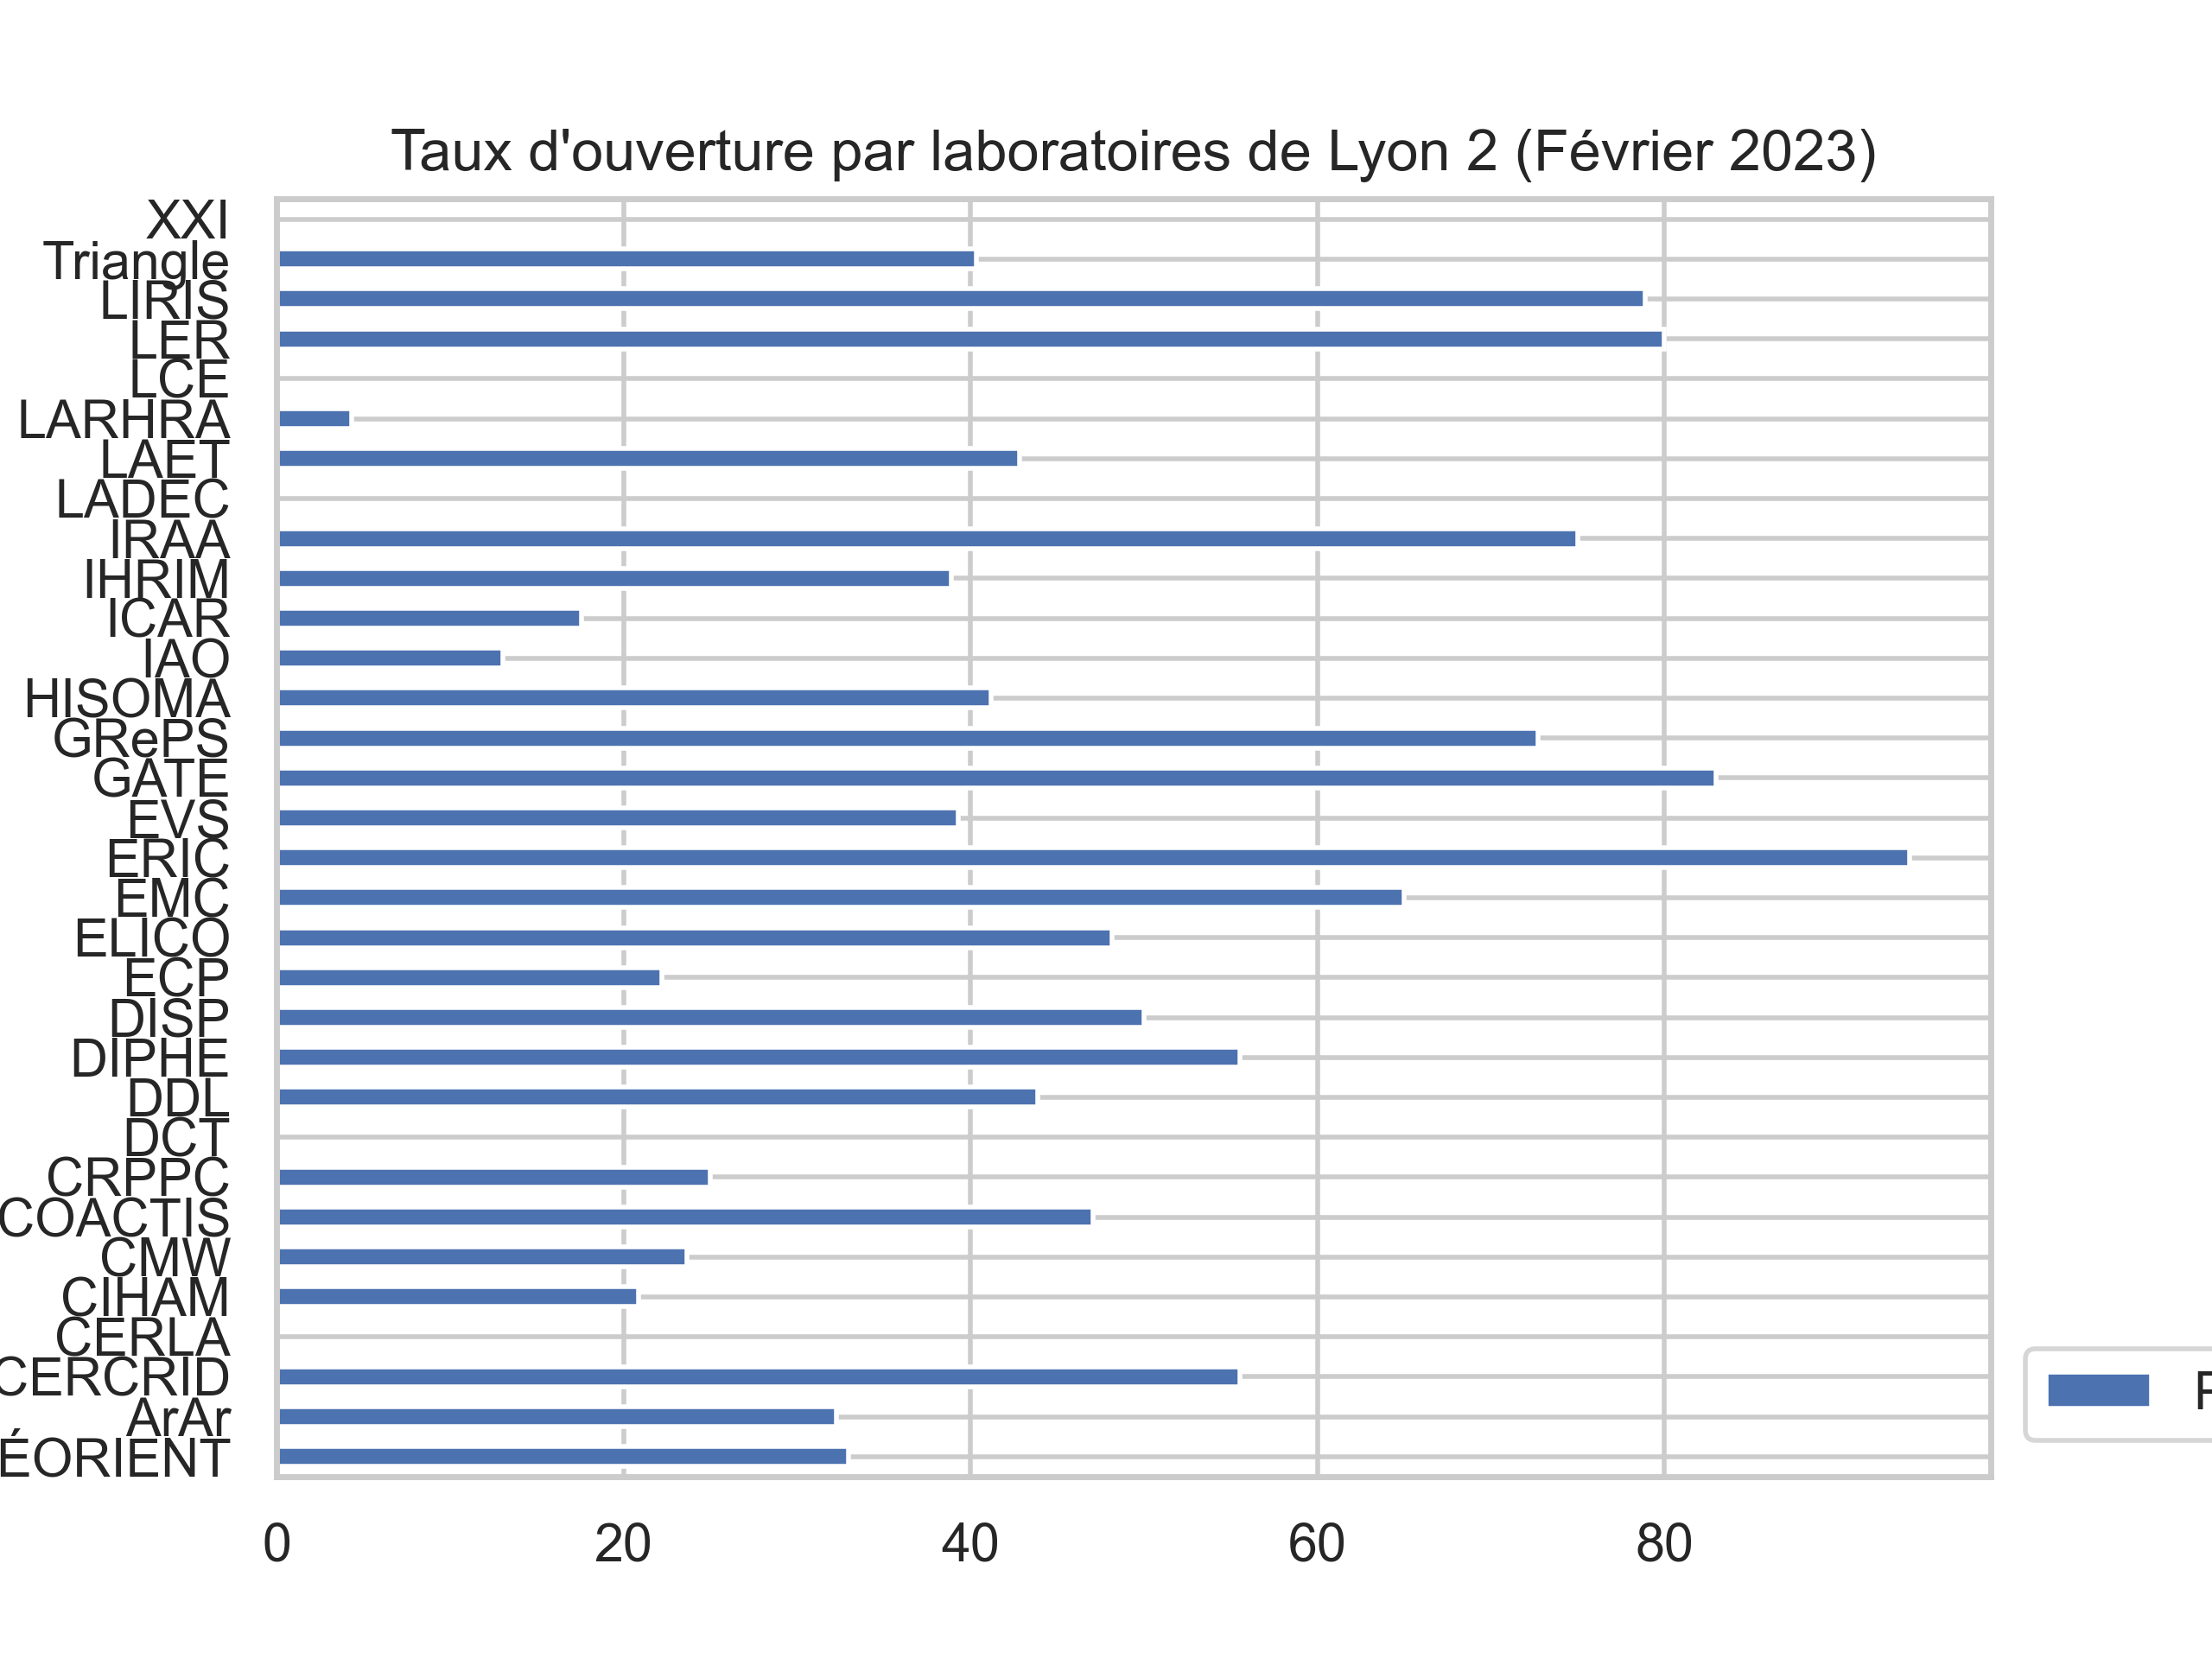 Taux d'ouverture par laboratoires de Lyon 2 (Février 2023)
XXI
Triangle
LIRIS
LER
LCE
LARHRA
LAET
LADEC
IRAA
IHRIM
ICAR
IAO
HISOMA
GRePS
GATE
EVS
ERIC
EMC
ELICO
ECP
DISP
DIPHE
DDL
DCT
CRPPC
COACTIS
CMW
CIHAM
CERLA
CERCRID
ArAr
ÉORIENT
0 20 40 60 80